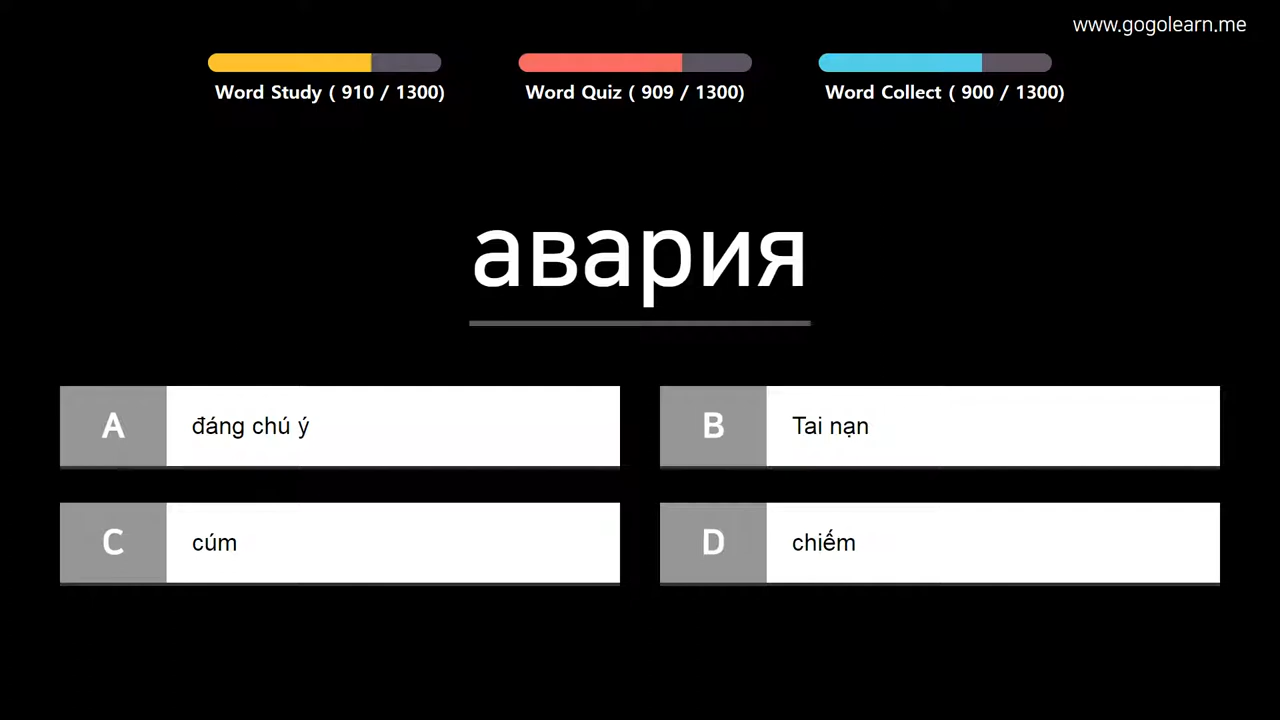 www.gogolearn.me
Word Study ( 910 / 1300)
Word Quiz ( 909 / 1300)
Word Collect ( 900 / 1300)
авария
A đáng chú ý
B Tai nạn
C cúm
D chiếm